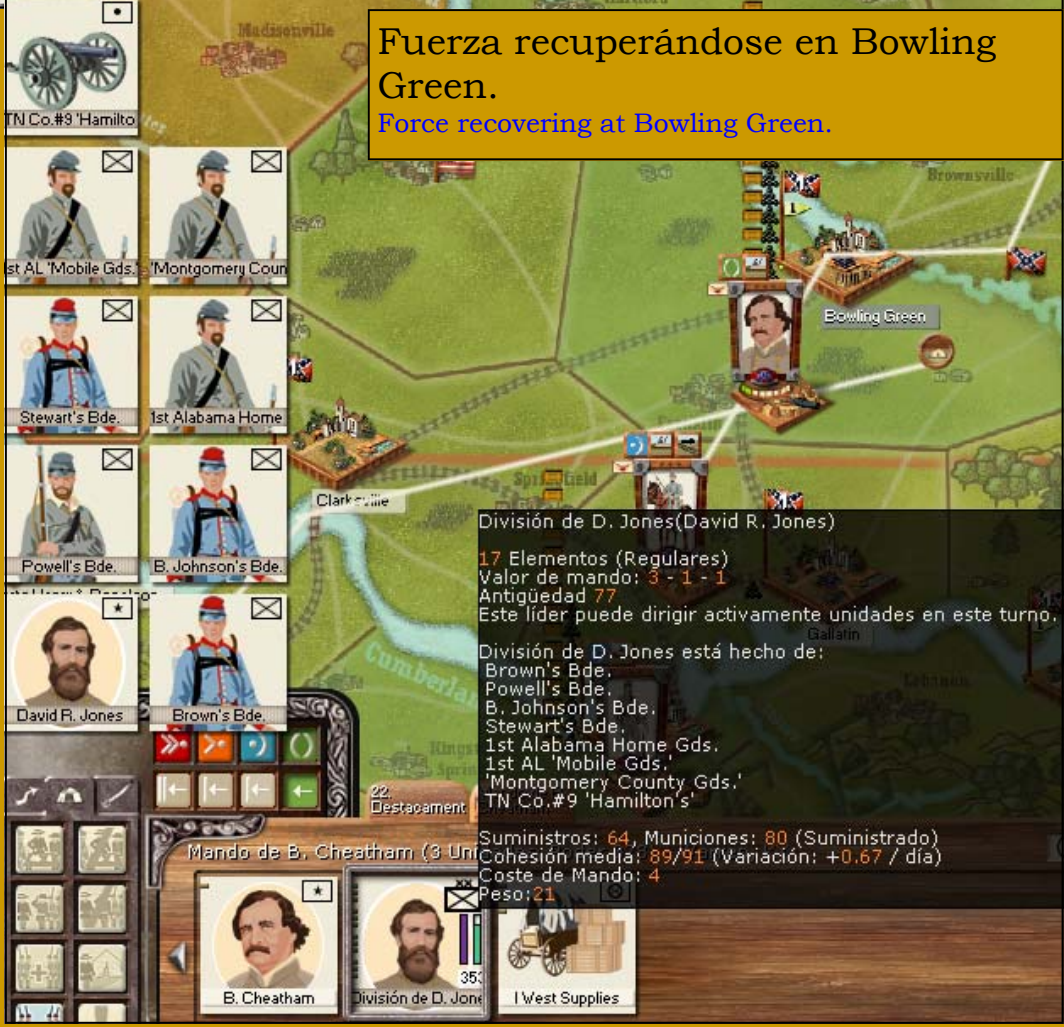 Fuerza recuperándose en Bowling
Green.
Force recovering at Bowling Green.
Madisonville
Brownsville
TN Co.#9 'Hamilto
st AL 'Mobile Gds.'
'Montgomery Coun
Bowling Green
Stewart's Bde.
1st Alabama Home
Clarksville
Powell's Bde.
B. Johnson's Bde.
David R. Jones
Brown's Bde.
División de D. Jones(David R. Jones)
17 Elementos (Regulares)
Valor de mando: 3 - 1 - 1
Antigüedad 77
Este líder puede dirigir activamente unidades en este turno.
Gallatin
División de D. Jones está hecho de:
Brown's Bde.
Powell's Bde.
B. Johnson's Bde.
Stewart's Bde.
1st Alabama Home Gds.
1st AL 'Mobile Gds.'
'Montgomery County Gds.'
TN Co.#9 'Hamilton's'
Suministros: 64, Municiones: 80 (Suministrado)
Cohesión media: 89/91 (Variación: +0.67 / día)
Coste de Mando: 4
Peso:21
Lebanon
22.
Destacament
Mando de B. Cheatham (3 Uni
353
B. Cheatham
División de D. Jone
I West Supplies